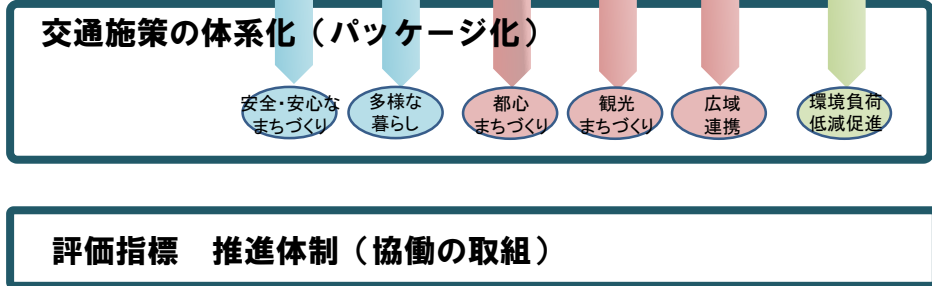 交通施策の体系化（パッケージ化）
安全・安心な
まちづくり
多様な
暮らし
都心
まちづくり
観光
まちづくり
広域
連携
環境負荷
低減促進
評価指標　推進体制（協働の取組）